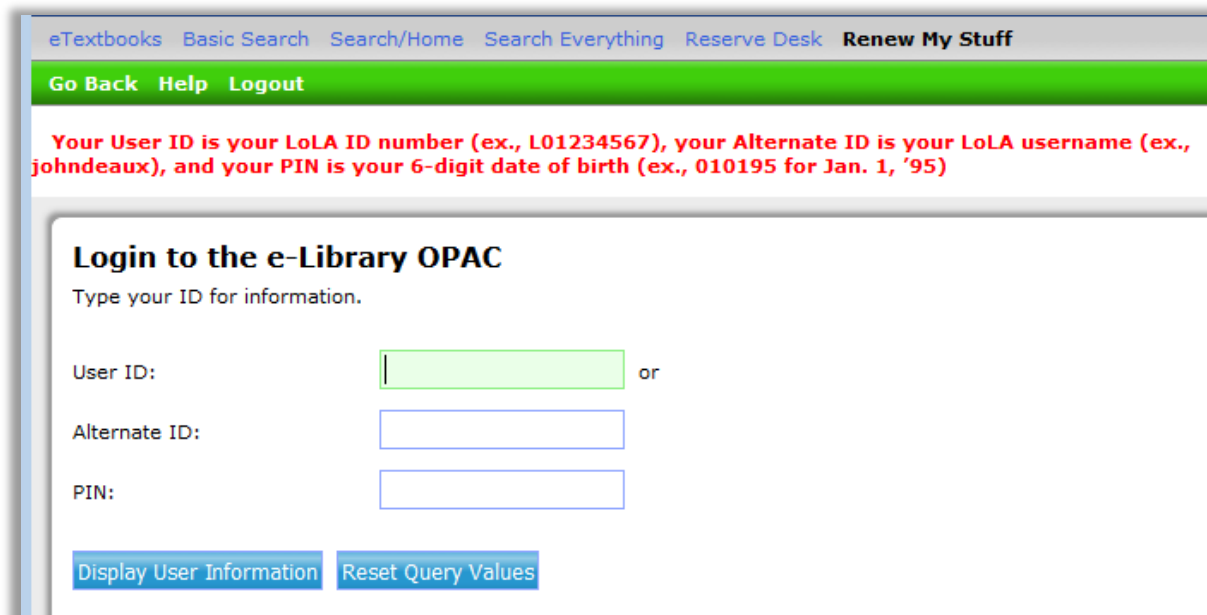 eTextbooks Basic Search Search/Home Search Everything Reserve Desk Renew My Stuff
Go Back Help Logout
Your User ID is your LoLA ID number (ex., L01234567), your Alternate ID is your LoLA username (ex.,
johndeaux), and your PIN is your 6-digit date of birth (ex., 010195 for Jan. 1, ’95)
Login to the e-Library OPAC
Type your ID for information.
User ID: or
Alternate ID:
PIN:
Display User Information Reset Query Values